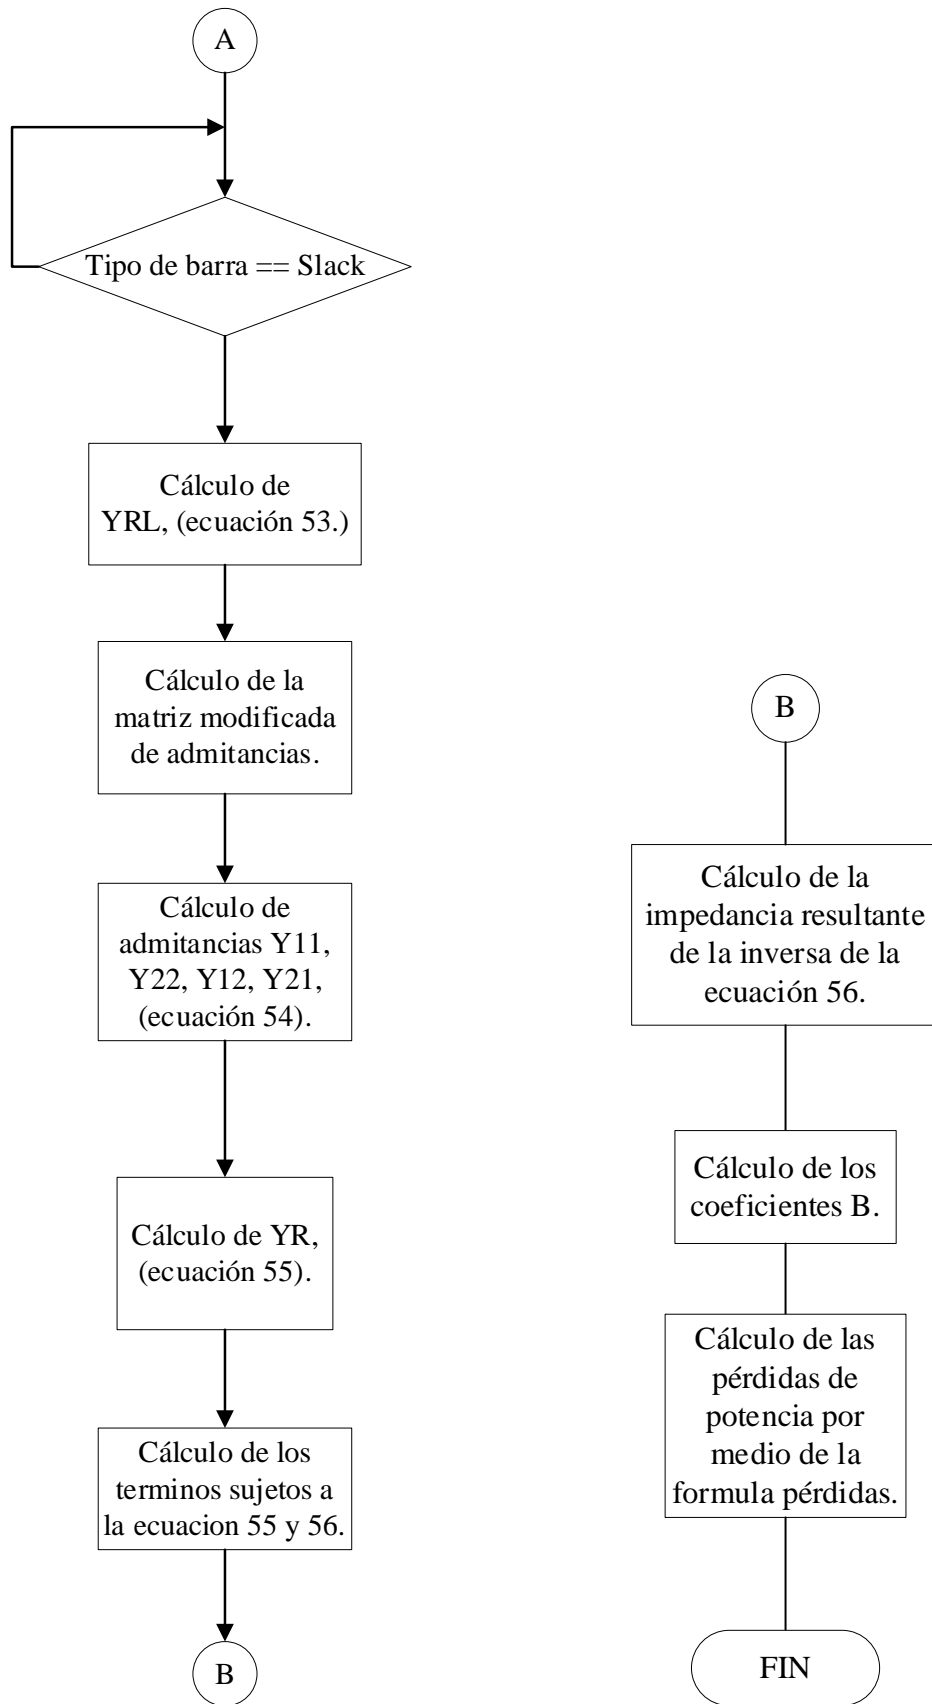 A
Tipo de barra == Slack
Cálculo de
YRL, (ecuación 53.)
Cálculo de la
matriz modificada
de admitancias.
Cálculo de
admitancias Y11,
Y22, Y12, Y21,
(ecuación 54).
Cálculo de YR,
(ecuación 55).
Cálculo de los
terminos sujetos a
la ecuacion 55 y 56.
B
B
Cálculo de la
impedancia resultante
de la inversa de la
ecuación 56.
Cálculo de los
coeficientes B.
Cálculo de las
pérdidas de
potencia por
medio de la
formula pérdidas.
FIN